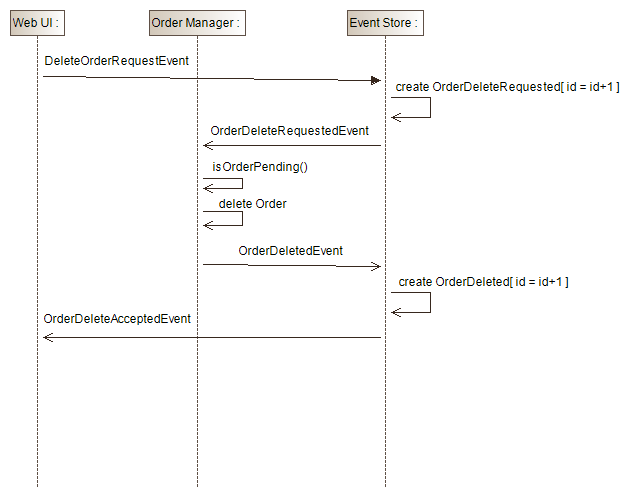 Web UI :
Order Manager :
Event Store :
DeleteOrderRequestEvent
create OrderDeleteRequested[ id = id+1 ]
OrderDeleteRequestedEvent
isOrderPending()
delete Order
OrderDeletedEvent
create OrderDeleted[ id = id+1 ]
OrderDeleteAcceptedEvent